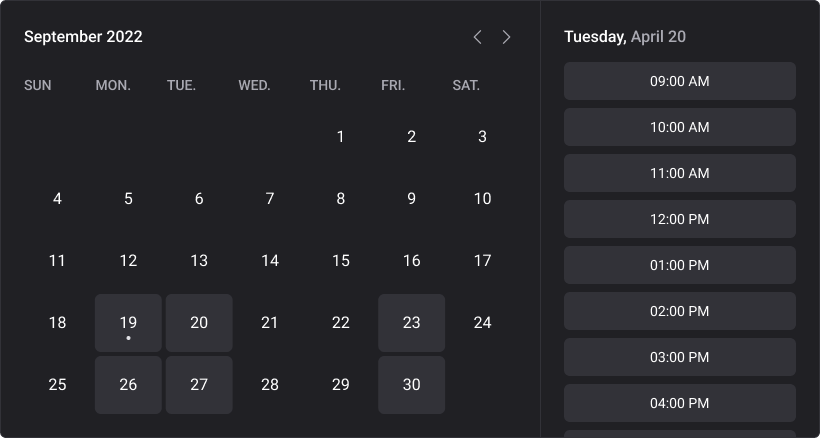 September 2022
SUN MON. TUE. WED. THU. FRI. SAT.
1 2 3
4 5 6 7 8 9 10
11 12 13 14 15 16 17
18 19 20 21 22 23 24
25 26 27 28 29 30
Tuesday, April 20
09:00 AM
10:00 AM
11:00 AM
12:00 PM
01:00 PM
02:00 PM
03:00 PM
04:00 PM